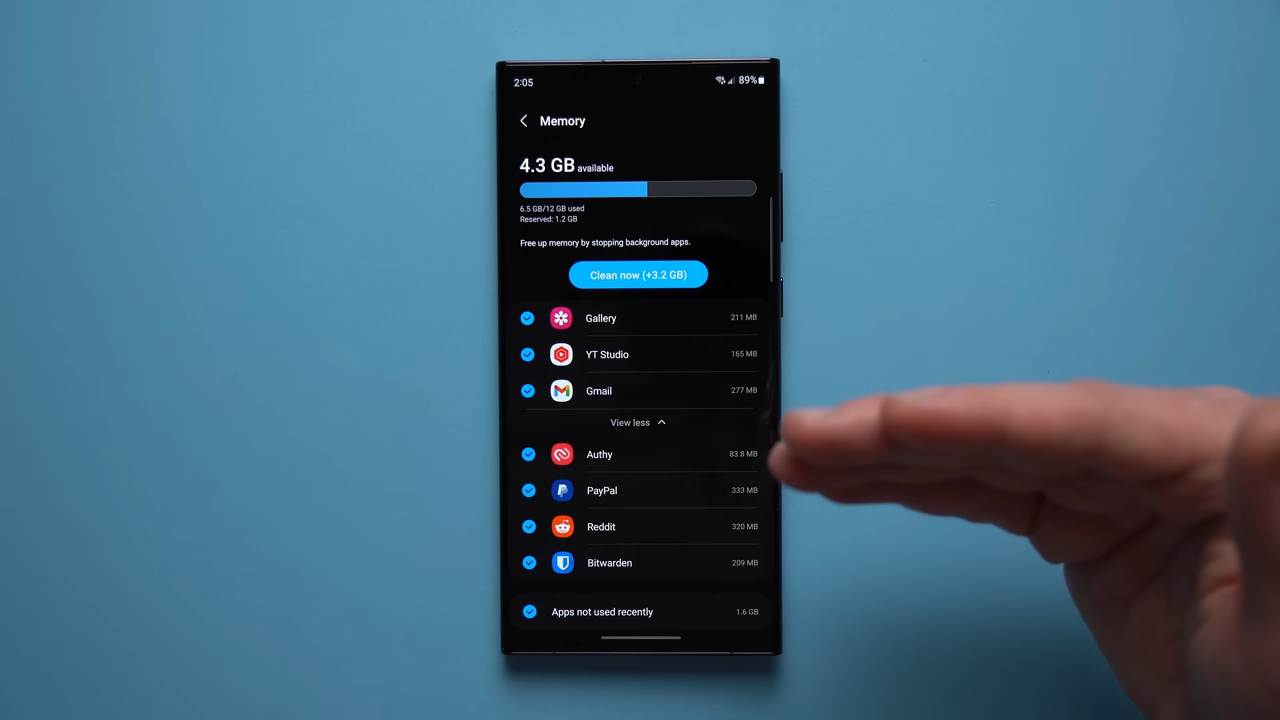 2:05 89%
Memory
4.3 GB available
6.5 GB/12 GB used
Reserved: 1.2 GB
Free up memory by stopping background apps.
Clean now (+3.2 GB)
Gallery 211 MB
YT Studio 165 MB
Gmail 277 MB
View less
Authy 83.8 MB
PayPal 333 MB
Reddit 320 MB
Bitwarden 209 MB
Apps not used recently 1.6 GB